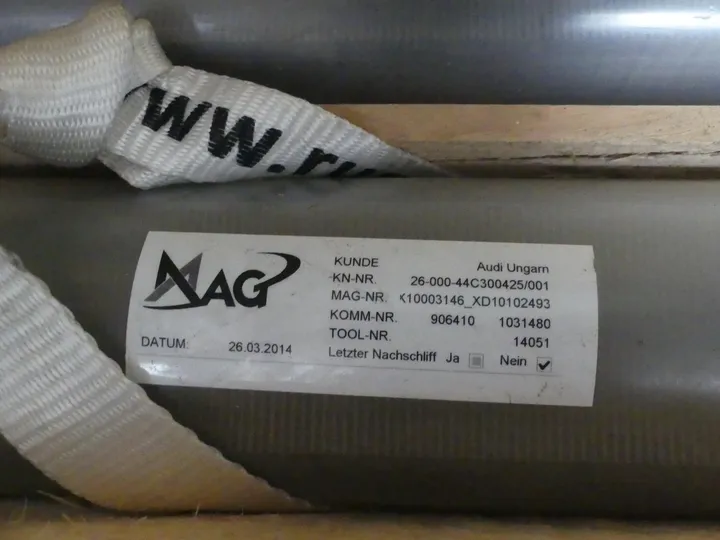 ww.ru
MAG
KUNDE Audi Ungarn
KN-NR. 26-000-44C300425/001
MAG-NR. K10003146_XD10102493
KOMM-NR. 906410 1031480
TOOL-NR. 14051
DATUM: 26.03.2014
Letzter Nachschliff Ja Nein